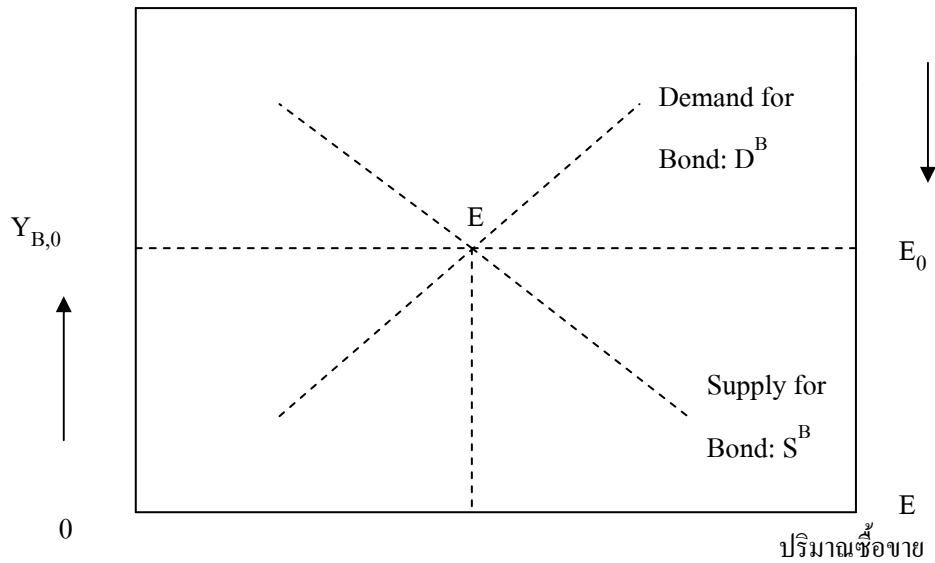 Demand for
Bond: D^B
E
Y_B,0
E_0
Supply for
Bond: S^B
E
0
ปริมาณซื้อขาย